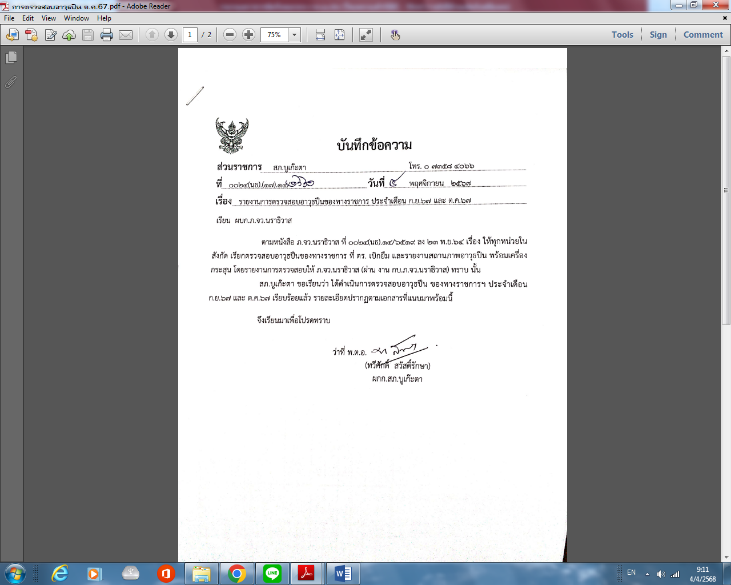 การตรวจสอบอาวุธปืน ต.ค.67.pdf - Adobe Reader
File Edit View Window Help
1 / 2 75% Tools Sign Comment
บันทึกข้อความ
ส่วนราชการ สภ.บูเก๊ะตา โทร. ๐ ๗๓๕๘ ๔๐๖๖
ที่ วันที่ ๕ พฤศจิกายน ๒๕๖๗
เรื่อง รายงานการตรวจสอบอาวุธปืนของทางราชการ ประจำเดือน ก.ย.๖๗ และ ต.ค.๖๗
เรียน ผบก.ภ.จว.นราธิวาส
ตามหนังสือ ภ.จว.นราธิวาส ที่ ลง ๒๓ พ.ย.๖๔ เรื่อง ให้ทุกหน่วยใน
สังกัด เรียกตรวจสอบอาวุธปืนของทางราชการ ที่ ตร. เบิกยืม และรายงานสถานภาพอาวุธปืน พร้อมเครื่อง
กระสุน โดยรายงานการตรวจสอบให้ ภ.จว.นราธิวาส (ผ่าน งาน กบ.ภ.จว.นราธิวาส) ทราบ นั้น
สภ.บูเก๊ะตา ขอเรียนว่า ได้ดำเนินการตรวจสอบอาวุธปืน ของทางราชการฯ ประจำเดือน
ก.ย.๖๗ และ ต.ค.๖๗ เรียบร้อยแล้ว รายละเอียดปรากฏตามเอกสารที่แนบมาพร้อมนี้
จึงเรียนมาเพื่อโปรดทราบ
ว่าที่ พ.ต.อ.
(ทวีศักดิ์ สวัสดิ์รักษา)
ผกก.สภ.บูเก๊ะตา
EN 9:11
4/4/2568